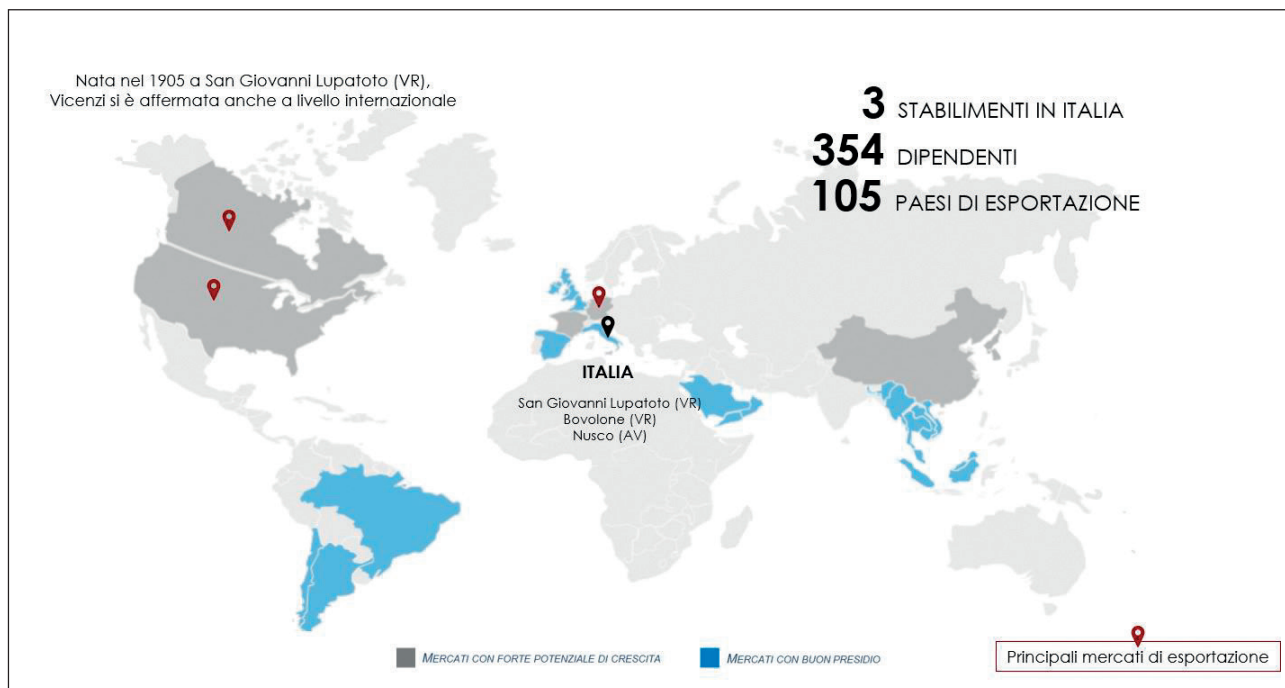 Nata nel 1905 a San Giovanni Lupatoto (VR),
Vicenzi si è affermata anche a livello internazionale
3 STABILIMENTI IN ITALIA
354 DIPENDENTI
105 PAESI DI ESPORTAZIONE
ITALIA
San Giovanni Lupatoto (VR)
Bovolone (VR)
Nusco (AV)
MERCATI CON FORTE POTENZIALE DI CRESCITA
MERCATI CON BUON PRESIDIO
Principali mercati di esportazione